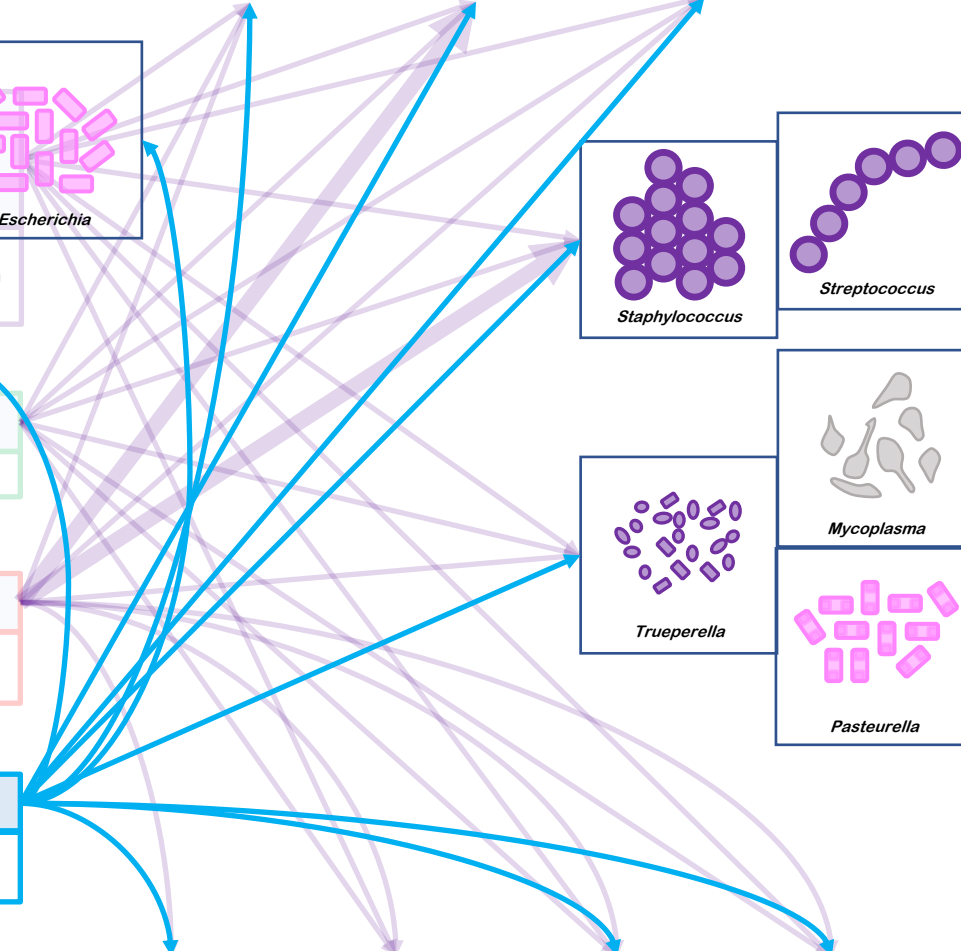 Escherichia
Staphylococcus
Streptococcus
Mycoplasma
Trueperella
Pasteurella